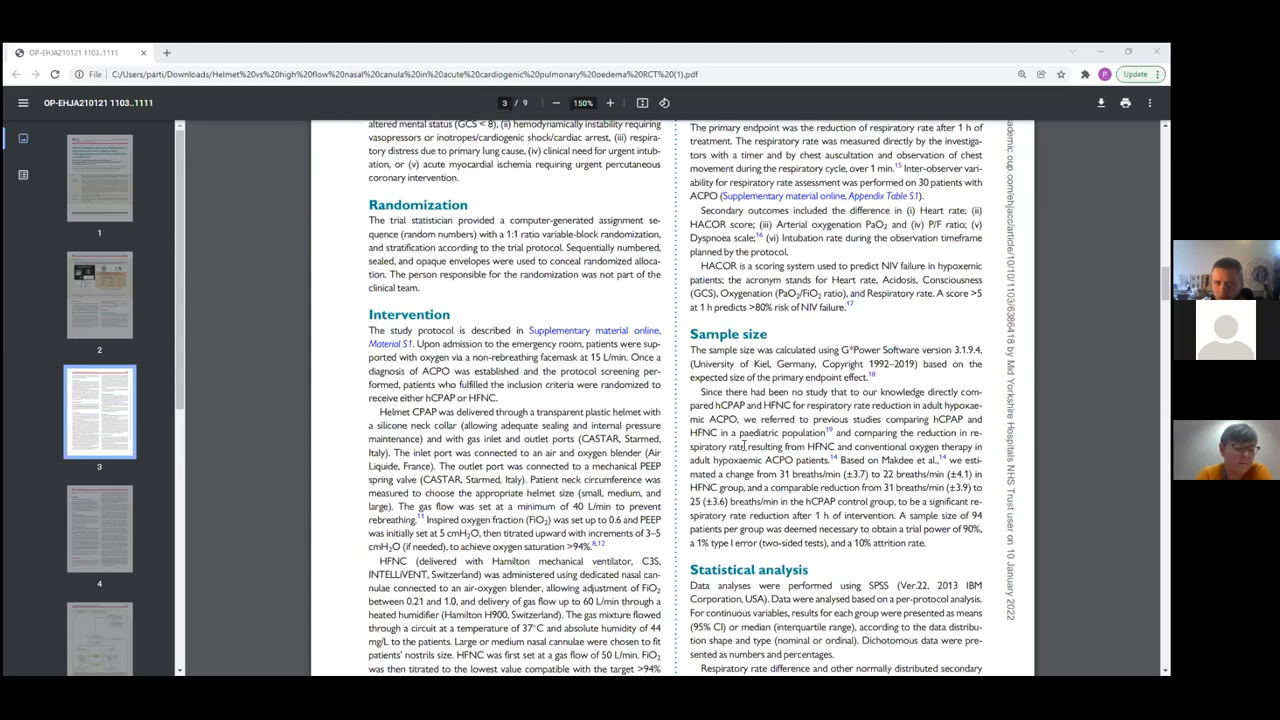 OP-EHJA210121 1103..1111
File
C:/Users/parti/Downloads/Helmet%20vs%20high%20flow%20nasal%20canula%20in%20acute%20cardiogenic%20pulmonary%20oedema%20RCT%20(1).pdf
P
Update
OP-EHJA210121 1103..1111
3 / 9
150%
1
2
3
4
altered mental status (GCS < 8), (ii) hemodynamically instability requiring
vasopressors or inotropes/cardiogenic shock/cardiac arrest, (iii) respira-
tory distress due to primary lung cause, (iv) clinical need for urgent intub-
ation, or (v) acute myocardial ischemia requiring urgent percutaneous
coronary intervention.
Randomization
The trial statistician provided a computer-generated assignment se-
quence (random numbers) with a 1:1 ratio variable-block randomization,
and stratification according to the trial protocol. Sequentially numbered,
sealed, and opaque envelopes were used to conceal randomized alloca-
tion. The person responsible for the randomization was not part of the
clinical team.
Intervention
The study protocol is described in Supplementary material online,
Material S1. Upon admission to the emergency room, patients were sup-
ported with oxygen via a non-rebreathing facemask at 15 L/min. Once a
diagnosis of ACPO was established and the protocol screening per-
formed, patients who fulfilled the inclusion criteria were randomized to
receive either hCPAP or HFNC.
Helmet CPAP was delivered through a transparent plastic helmet with
a silicone neck collar (allowing adequate sealing and internal pressure
maintenance) and with gas inlet and outlet ports (CASTAR, Starmed,
Italy). The inlet port was connected to an air and oxygen blender (Air
Liquide, France). The outlet port was connected to a mechanical PEEP
spring valve (CASTAR, Starmed, Italy). Patient neck circumference was
measured to choose the appropriate helmet size (small, medium, and
large). The gas flow was set at a minimum of 40 L/min to prevent
rebreathing.11 Inspired oxygen fraction (FiO2) was set up to 0.6 and PEEP
was initially set at 5 cmH2O, then titrated upward with increments of 3–5
cmH2O (if needed), to achieve oxygen saturation >94%.8,12
HFNC (delivered with Hamilton mechanical ventilator, C3S,
INTELLiVENT, Switzerland) was administered using dedicated nasal can-
nulae connected to an air-oxygen blender, allowing adjustment of FiO2
between 0.21 and 1.0, and delivery of gas flow up to 60 L/min through a
heated humidifier (Hamilton H900, Switzerland). The gas mixture flowed
through a circuit at a temperature of 37°C and absolute humidity of 44
mg/L to the patients. Large or medium nasal cannulae were chosen to fit
patients' nostrils size. HFNC was first set at a gas flow of 50 L/min. FiO2
was then titrated to the lowest value compatible with the target >94%
The primary endpoint was the reduction of respiratory rate after 1 h of
treatment. The respiratory rate was measured directly by the investiga-
tors with a timer and by chest auscultation and observation of chest
movement during the respiratory cycle, over 1 min.15 Inter-observer vari-
ability for respiratory rate assessment was performed on 30 patients with
ACPO (Supplementary material online, Appendix Table S1).
Secondary outcomes included the difference in (i) Heart rate; (ii)
HACOR score; (iii) Arterial oxygenation PaO2 and (iv) P/F ratio; (v)
Dyspnoea scale;16 (vi) Intubation rate during the observation timeframe
planned by the protocol.
HACOR is a scoring system used to predict NIV failure in hypoxemic
patients; the acronym stands for Heart rate, Acidosis, Consciousness
(GCS), Oxygenation (PaO2/FiO2 ratio), and Respiratory rate. A score >5
at 1 h predicts >80% risk of NIV failure.17
Sample size
The sample size was calculated using G*Power Software version 3.1.9.4,
(University of Kiel, Germany, Copyright 1992–2019) based on the
expected size of the primary endpoint effect.18
Since there had been no study that to our knowledge directly com-
pared hCPAP and HFNC for respiratory rate reduction in adult hypoxae-
mic ACPO, we referred to previous studies comparing hCPAP and
HFNC in a paediatric population19 and comparing the reduction in re-
spiratory rate resulting from HFNC and conventional oxygen therapy in
adult hypoxaemic ACPO patients.14 Based on Makdee et al.,14 we esti-
mated a change from 31 breaths/min (±3.7) to 22 breaths/min (±4.1) in
HFNC group, and a comparable reduction from 31 breaths/min (±3.9) to
25 (±3.6) breaths/min in the hCPAP control group, to be a significant re-
spiratory rate reduction after 1 h of intervention. A sample size of 94
patients per group was deemed necessary to obtain a trial power of 90%,
a 1% type I error (two-sided tests), and a 10% attrition rate.
Statistical analysis
Data analyses were performed using SPSS (Ver.22, 2013 IBM
Corporation, USA). Data were analysed based on a per-protocol analysis.
For continuous variables, results for each group were presented as means
(95% CI) or median (interquartile range), according to the data distribu-
tion shape and type (nominal or ordinal). Dichotomous data were pre-
sented as numbers and percentages.
Respiratory rate difference and other normally distributed secondary
ademic.oup.com/ehjacc/article/10/10/1103/6386418 by Mid Yorkshire Hospitals NHS Trust user on 10 January 2022